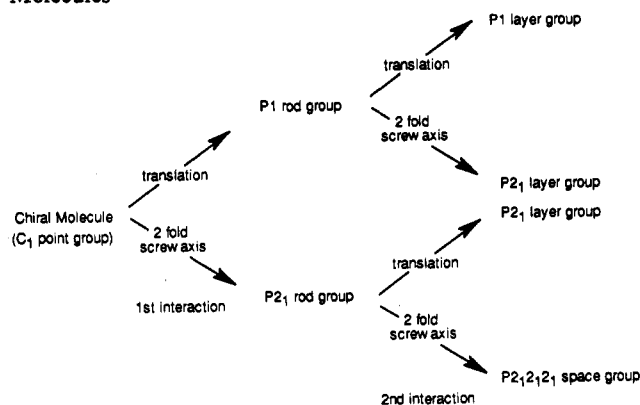 Molecules
P1 layer group
translation
P1 rod group
2 fold
screw axis
translation
P2₁ layer group
P2₁ layer group
Chiral Molecule
(C₁ point group)
2 fold
screw axis
translation
1st interaction
P2₁ rod group
2 fold
screw axis
P2₁2₁2₁ space group
2nd interaction